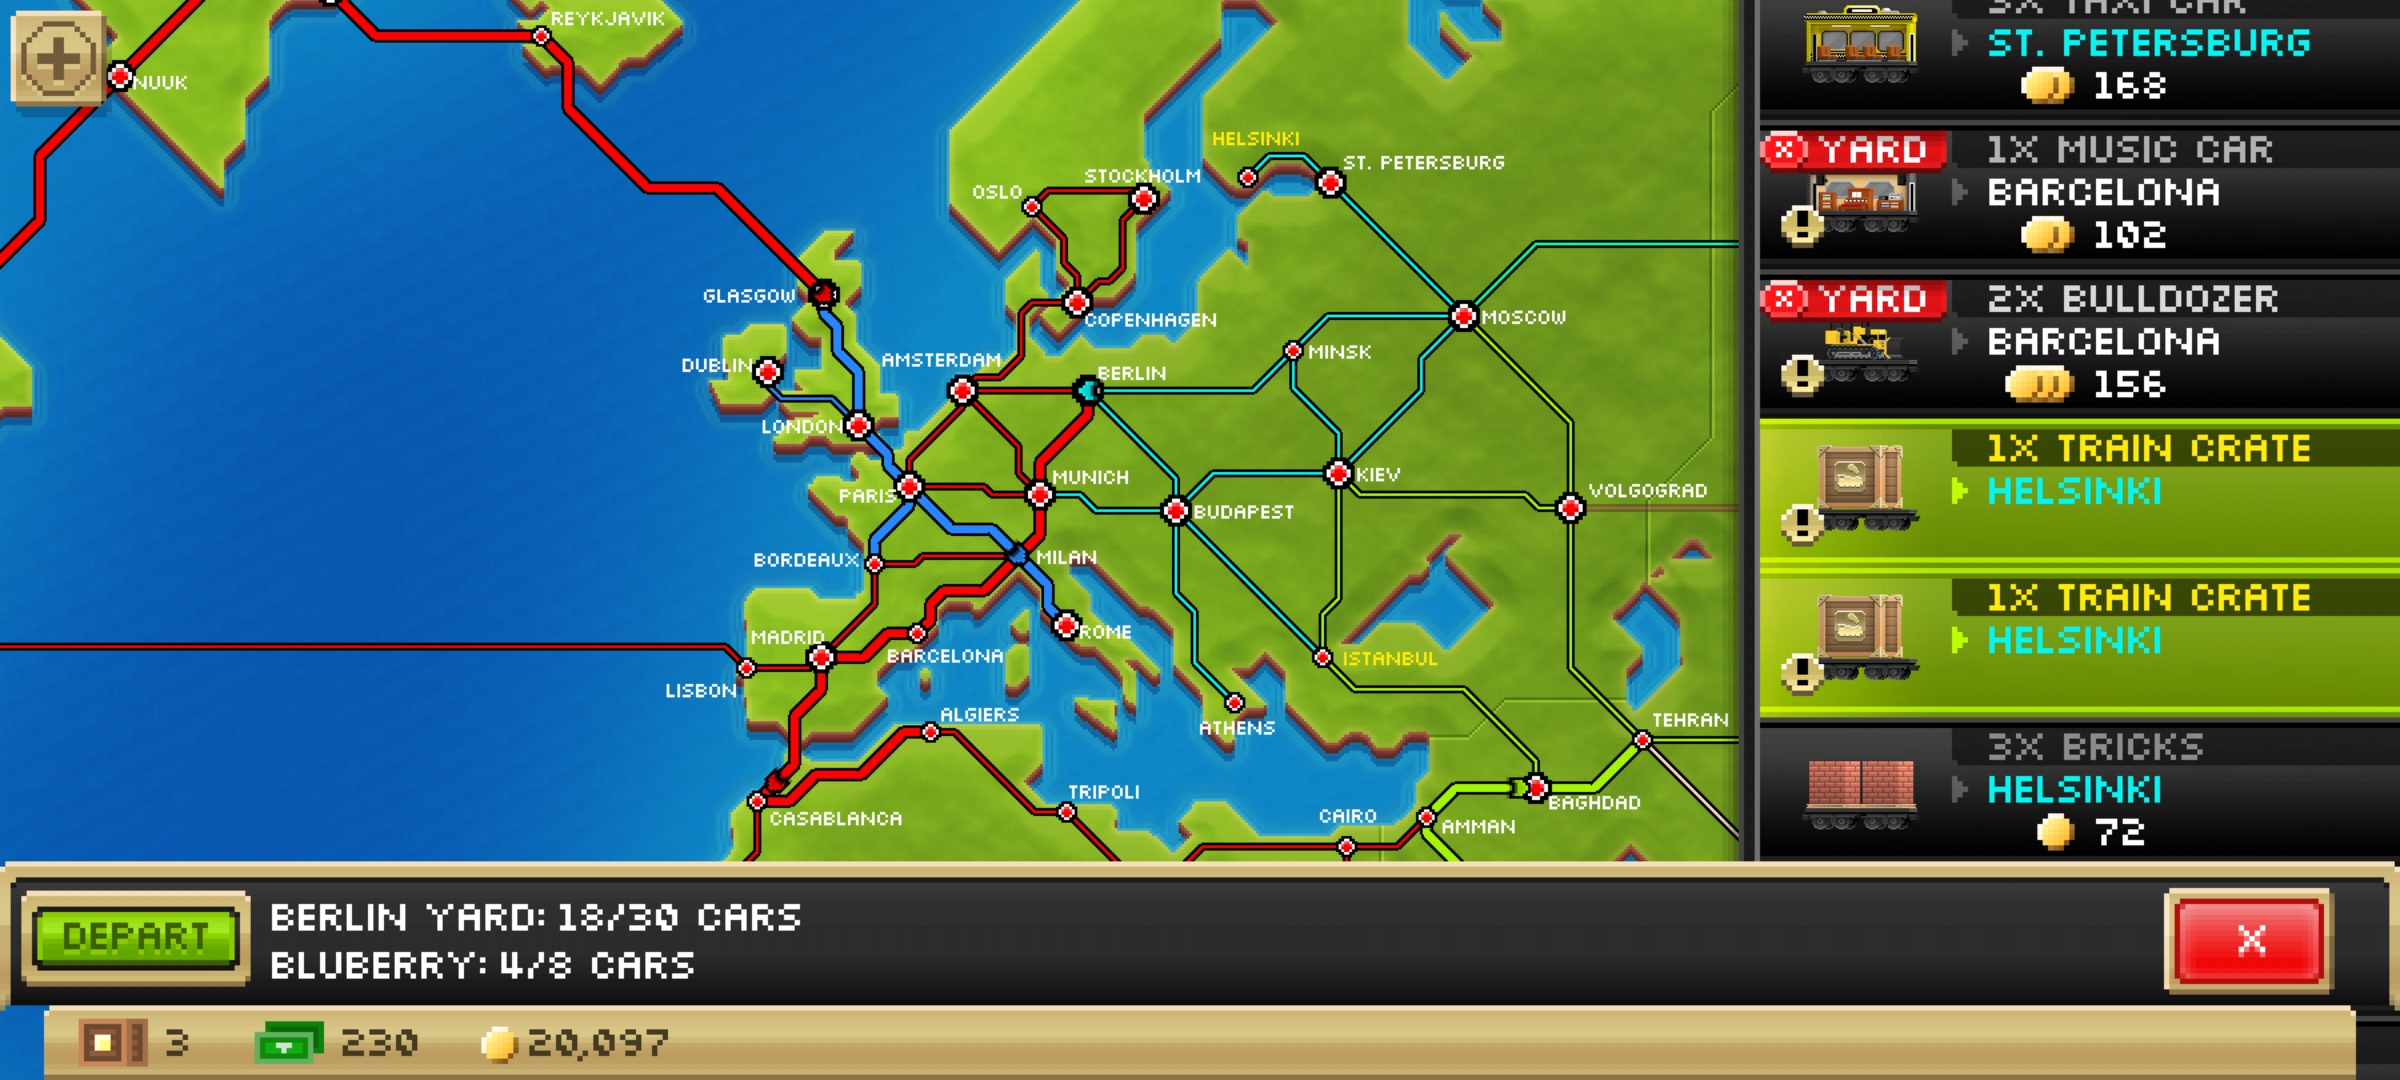 REYKJAVIK
NUUK
HELSINKI
ST. PETERSBURG
STOCKHOLM
OSLO
GLASGOW
COPENHAGEN
MOSCOW
MINSK
DUBLIN
AMSTERDAM
BERLIN
LONDON
MUNICH
KIEV
PARIS
VOLGOGRAD
BUDAPEST
BORDEAUX
MILAN
MADRID
ROME
BARCELONA
ISTANBUL
LISBON
ALGIERS
ATHENS
TEHRAN
TRIPOLI
BAGHDAD
CASABLANCA
CAIRO
AMMAN
3X TAXI CAR
ST. PETERSBURG
168
X YARD
1X MUSIC CAR
BARCELONA
! 102
X YARD
2X BULLDOZER
BARCELONA
! 156
1X TRAIN CRATE
HELSINKI
!
1X TRAIN CRATE
HELSINKI
!
3X BRICKS
HELSINKI
72
DEPART
BERLIN YARD: 18/30 CARS
BLUBERRY: 4/8 CARS
X
3 230 20,097